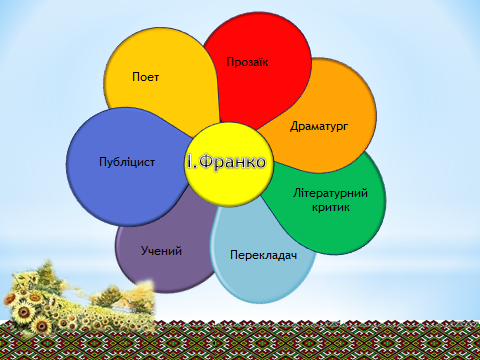 Поет
Прозаїк
Драматург
Публіцист
І.Франко
Літературний
критик
Учений
Перекладач